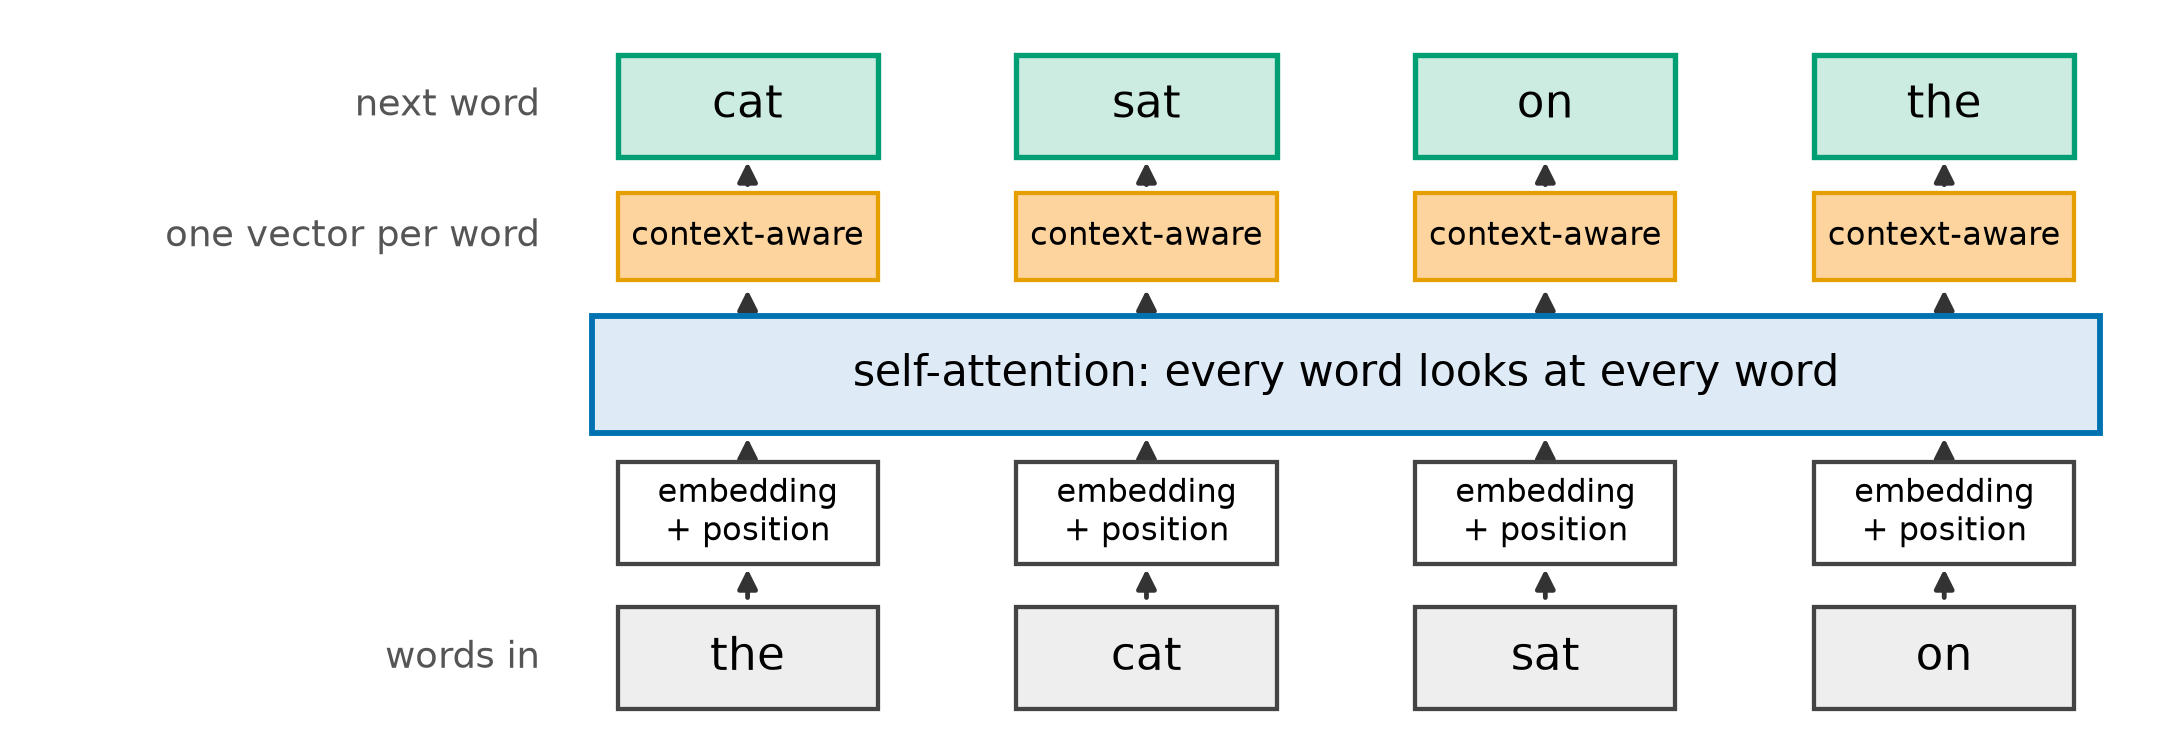 next word
cat
sat
on
the
one vector per word
context-aware
context-aware
context-aware
context-aware
self-attention: every word looks at every word
embedding
+ position
embedding
+ position
embedding
+ position
embedding
+ position
words in
the
cat
sat
on